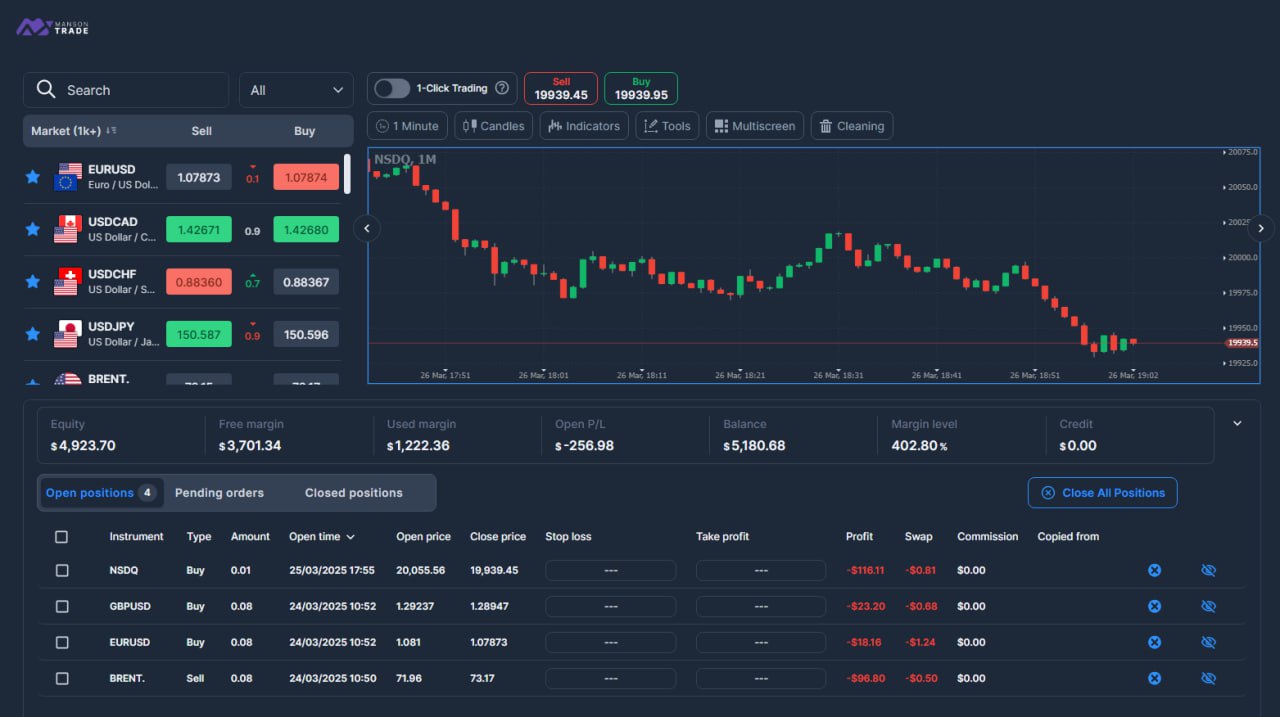 MANSON
TRADE
Search
All
1-Click Trading ?
Sell
19939.45
Buy
19939.95
Market (1k+) Sell Buy
1 Minute Candles Indicators Tools Multiscreen Cleaning
EURUSD
Euro / US Dol...
1.07873 0.1 1.07874
USDCAD
US Dollar / C...
1.42671 0.9 1.42680
USDCHF
US Dollar / S...
0.88360 0.7 0.88367
USDJPY
US Dollar / Ja...
150.587 0.9 150.596
BRENT.
NSDQ, 1M
20075.0
20050.0
20025
20000.0
19975.0
19950.0
19939.5
19925.0
26 Mar, 17:51 26 Mar, 18:01 26 Mar, 18:11 26 Mar, 18:21 26 Mar, 18:31 26 Mar, 18:41 26 Mar, 18:51 26 Mar, 19:02
Equity Free margin Used margin Open P/L Balance Margin level Credit
$4,923.70 $3,701.34 $1,222.36 $-256.98 $5,180.68 402.80% $0.00
Open positions 4 Pending orders Closed positions
Close All Positions
Instrument Type Amount Open time Open price Close price Stop loss Take profit Profit Swap Commission Copied from
NSDQ Buy 0.01 25/03/2025 17:55 20,055.56 19,939.45 --- --- -$116.11 -$0.81 $0.00
GBPUSD Buy 0.08 24/03/2025 10:52 1.29237 1.28947 --- --- -$23.20 -$0.68 $0.00
EURUSD Buy 0.08 24/03/2025 10:52 1.081 1.07873 --- --- -$18.16 -$1.24 $0.00
BRENT. Sell 0.08 24/03/2025 10:50 71.96 73.17 --- --- -$96.80 -$0.50 $0.00